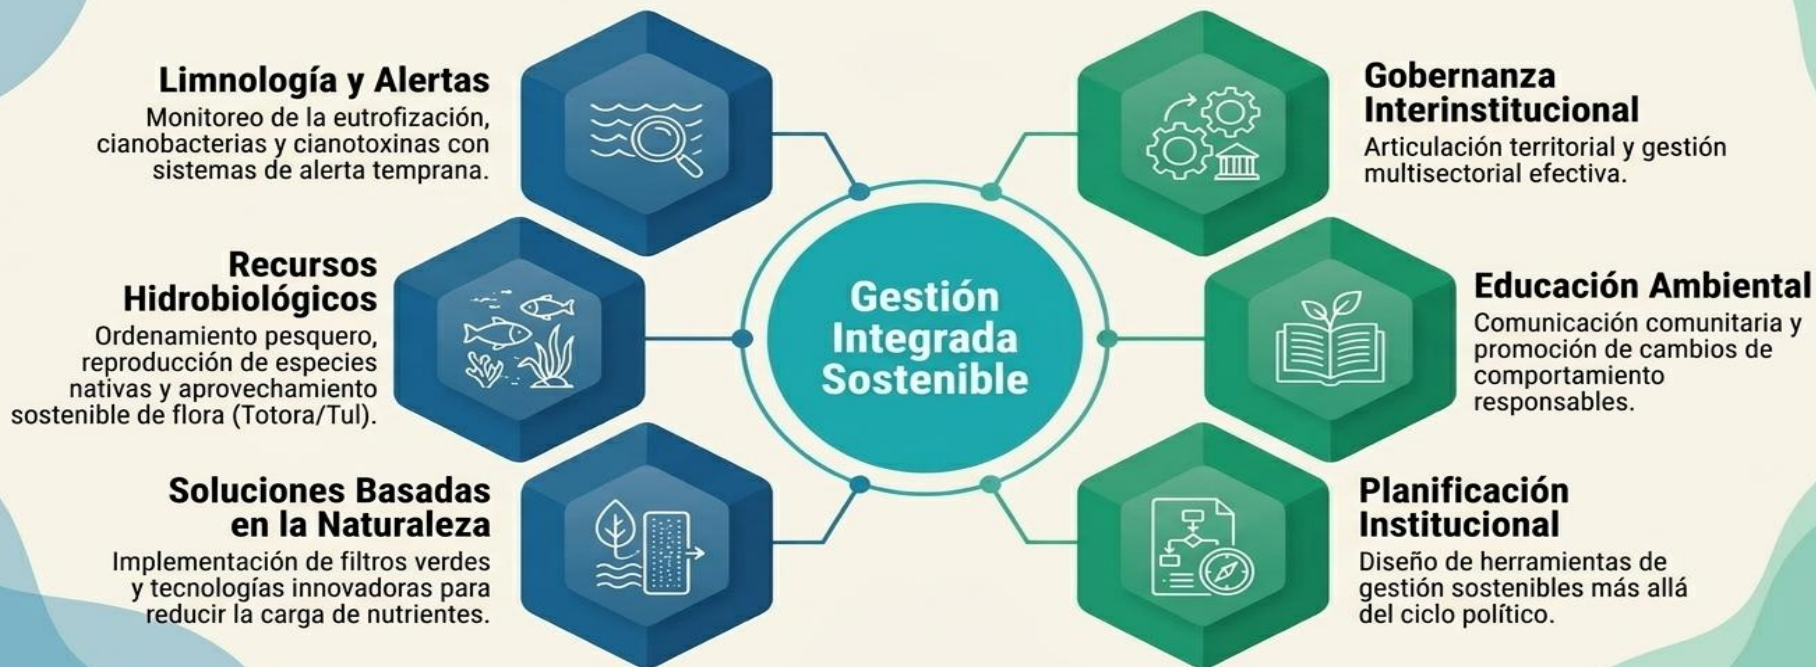 Limnología y Alertas
Monitoreo de la eutrofización,
cianobacterias y cianotoxinas con
sistemas de alerta temprana.
Recursos
Hidrobiológicos
Ordenamiento pesquero,
reproducción de especies
nativas y aprovechamiento
sostenible de flora (Totora/Tul).
Soluciones Basadas
en la Naturaleza
Implementación de filtros verdes
y tecnologías innovadoras para
reducir la carga de nutrientes.
Gestión
Integrada
Sostenible
Gobernanza
Interinstitucional
Articulación territorial y gestión
multisectorial efectiva.
Educación Ambiental
Comunicación comunitaria y
promoción de cambios de
comportamiento
responsables.
Planificación
Institucional
Diseño de herramientas de
gestión sostenibles más allá
del ciclo político.